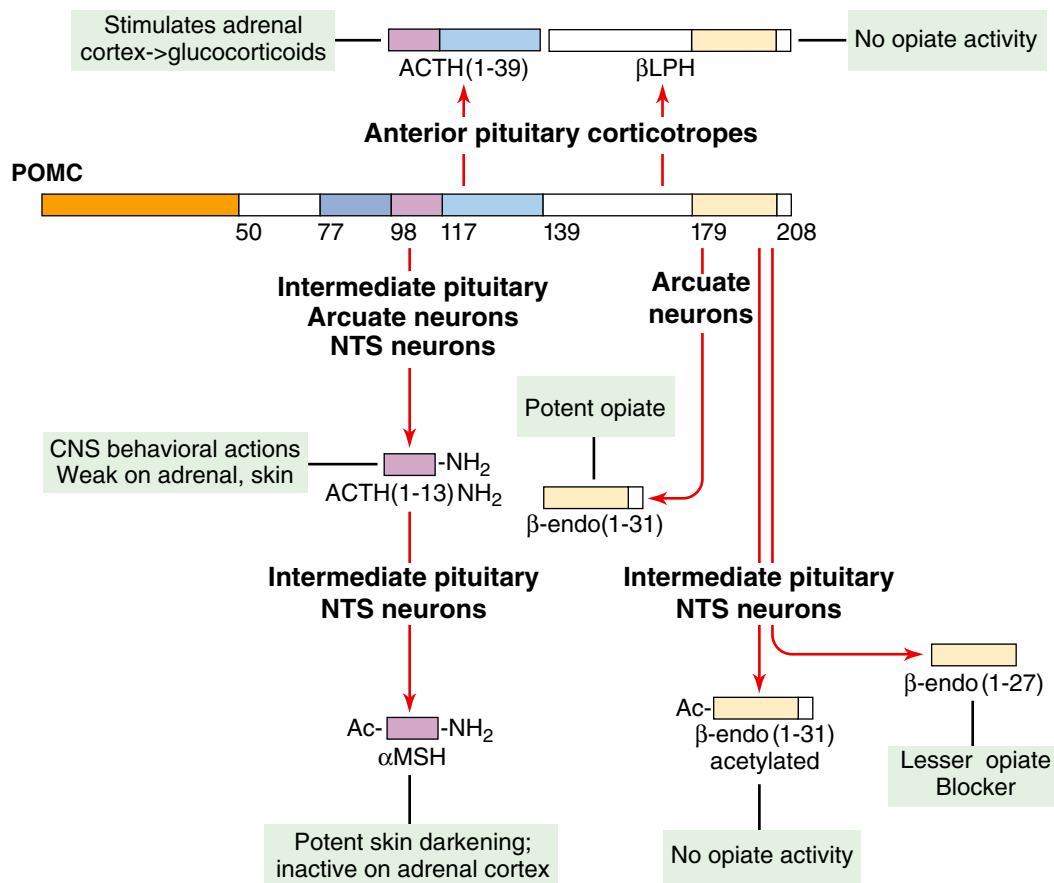 Stimulates adrenal
cortex->glucocorticoids
ACTH(1-39)
βLPH
No opiate activity
Anterior pituitary corticotropes
POMC
50 77 98 117 139 179 208
Intermediate pituitary
Arcuate neurons
NTS neurons
Arcuate
neurons
Potent opiate
CNS behavioral actions
Weak on adrenal, skin
-NH₂
ACTH(1-13)NH₂
β-endo(1-31)
Intermediate pituitary
NTS neurons
Intermediate pituitary
NTS neurons
β-endo(1-27)
Ac- -NH₂
αMSH
Ac-
β-endo(1-31)
acetylated
Lesser opiate
Blocker
Potent skin darkening;
inactive on adrenal cortex
No opiate activity